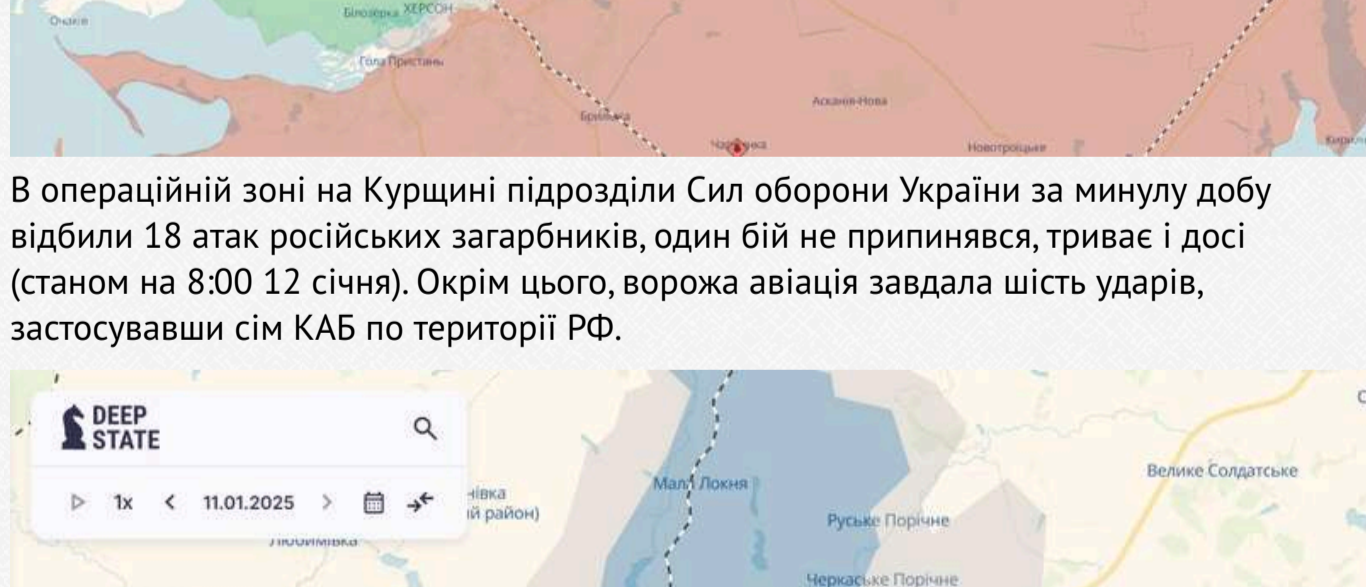 Очаків
Білозерка ХЕРСОН
Гола Пристань
Асканія-Нова
Новотроїцьке
В операційній зоні на Курщині підрозділи Сил оборони України за минулу добу
відбили 18 атак російських загарбників, один бій не припинявся, триває і досі
(станом на 8:00 12 січня). Окрім цього, ворожа авіація завдала шість ударів,
застосувавши сім КАБ по території РФ.
DEEP
STATE
1x
11.01.2025
й район)
Мала Локня
Велике Солдатське
Руське Порічне
Любимівка
Черкаське Порічне